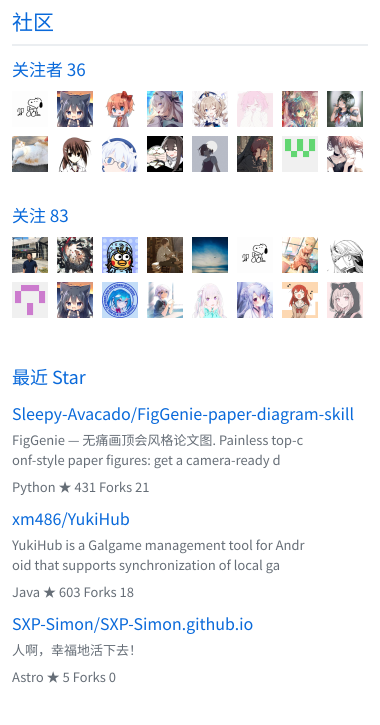 社区
关注者 36
关注 83
最近 Star
Sleepy-Avacado/FigGenie-paper-diagram-skill
FigGenie — 无痛画顶会风格论文图. Painless top-c
onf-style paper figures: get a camera-ready d
Python ★ 431 Forks 21
xm486/YukiHub
YukiHub is a Galgame management tool for Andr
oid that supports synchronization of local ga
Java ★ 603 Forks 18
SXP-Simon/SXP-Simon.github.io
人啊，幸福地活下去！
Astro ★ 5 Forks 0